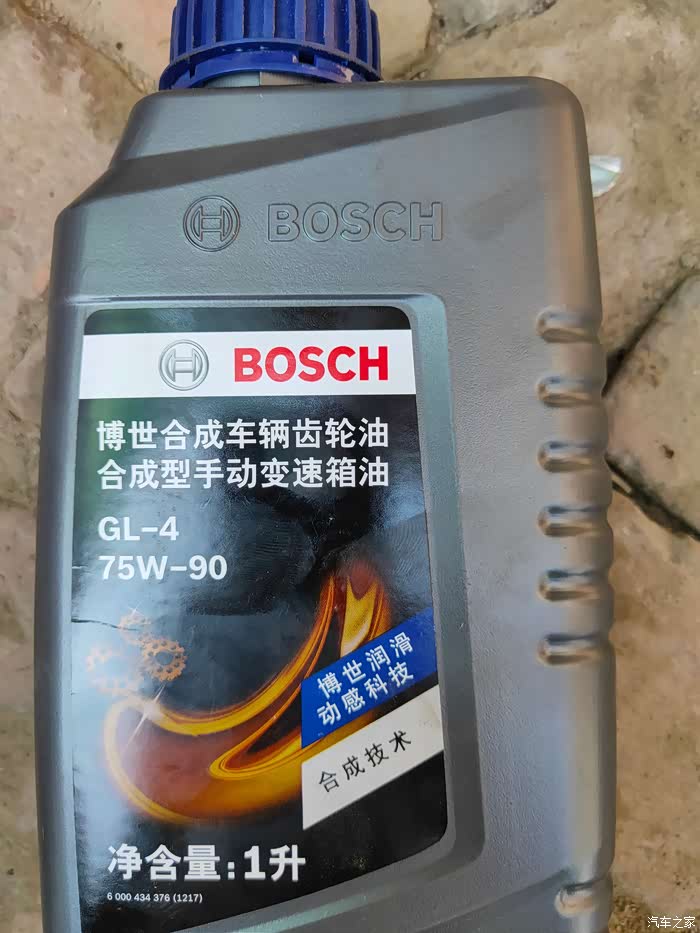 BOSCH
BOSCH
博世合成车辆齿轮油
合成型手动变速箱油
GL-4
75W-90
博世润滑
动感科技
合成技术
净含量:1升
6 000 434 376 (1217)
汽车之家